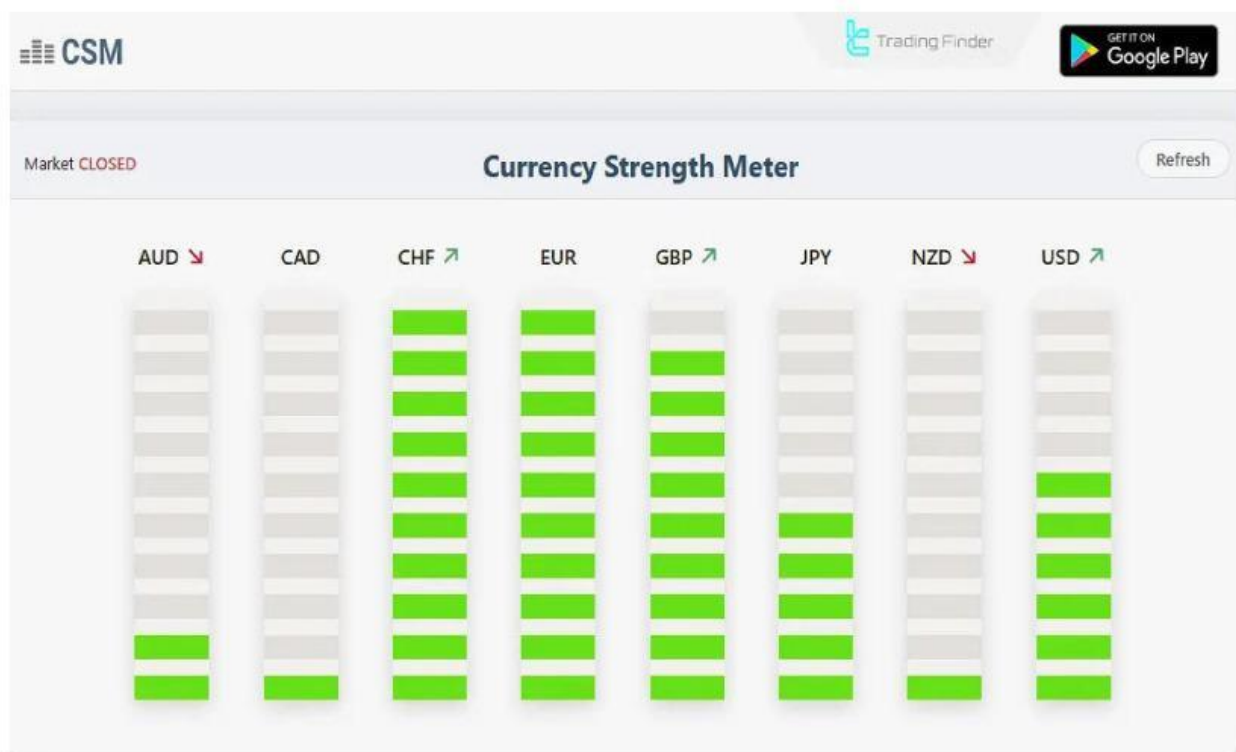 CSM
Trading Finder
GET IT ON
Google Play
Market CLOSED
Currency Strength Meter
Refresh
AUD CAD CHF EUR GBP JPY NZD USD